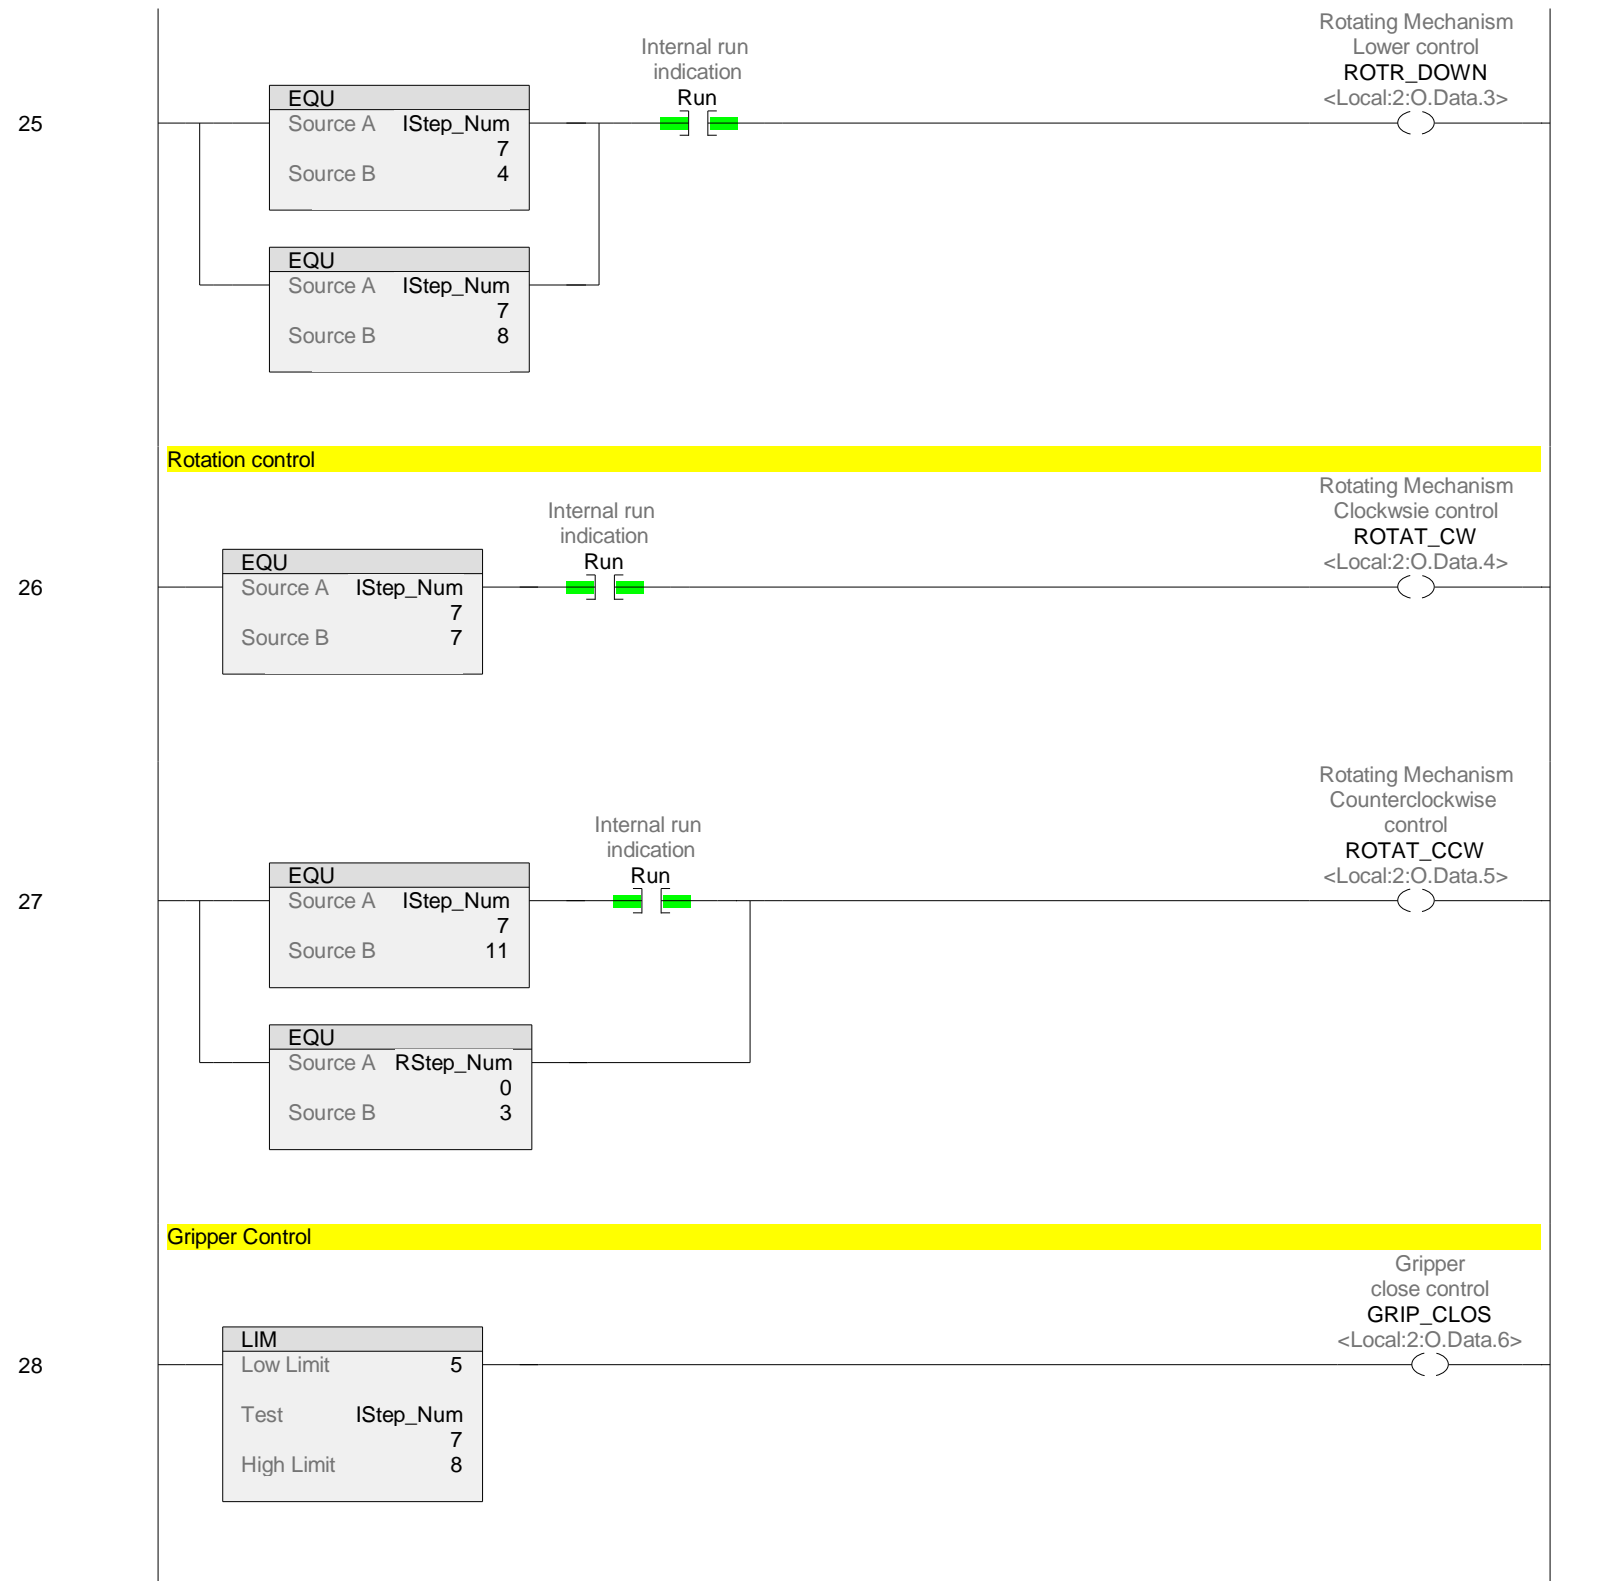 Rotating Mechanism
Lower control
ROTR_DOWN
<Local:2:O.Data.3>
Internal run
indication
Run
25
EQU
Source A IStep_Num
7
Source B 4
EQU
Source A IStep_Num
7
Source B 8
Rotation control
Rotating Mechanism
Clockwsie control
ROTAT_CW
<Local:2:O.Data.4>
Internal run
indication
Run
26
EQU
Source A IStep_Num
7
Source B 7
Rotating Mechanism
Counterclockwise
control
ROTAT_CCW
<Local:2:O.Data.5>
Internal run
indication
Run
27
EQU
Source A IStep_Num
7
Source B 11
EQU
Source A RStep_Num
0
Source B 3
Gripper Control
Gripper
close control
GRIP_CLOS
<Local:2:O.Data.6>
28
LIM
Low Limit 5
Test IStep_Num
7
High Limit 8